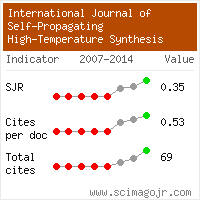 International Journal of
Self-Propagating
High-Temperature Synthesis
Indicator 2007-2014 Value
SJR 0.35
Cites
per doc 0.53
Total
cites 69
www.scimagojr.com